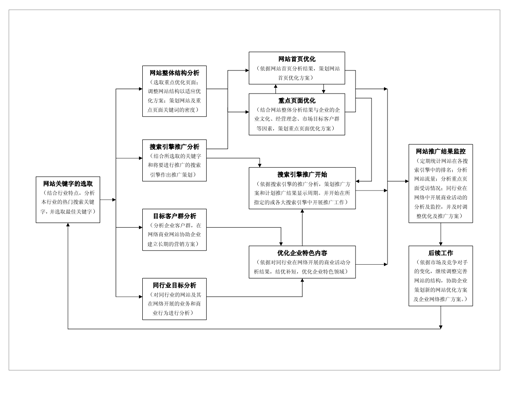 网站关键字的选取
（结合行业特点，分析
本行业的热门搜索关键
字，并选取最佳关键字）
网站整体结构分析
（选取重点优化页面；
调整网站结构以适应优
化方案；策划网站及重
点页面关键词的密度）
搜索引擎推广分析
（结合所选取的关键字
和将要进行推广的搜索
引擎作出推广策划）
目标客户群分析
（分析企业客户群，在
网络商业网站协助企业
建立长期的营销方案）
同行业目标分析
（对同行业的网站及其
在网络开展的业务和商
业行为进行分析）
网站首页优化
（依据网站首页分析结果，策划网站
首页优化方案）
重点页面优化
（结合网站整体分析结果与企业的企
业文化、经营理念、市场目标客户群
等因素，策划重点页面优化方案）
搜索引擎推广开始
（依据搜索引擎的推广分析，策划推广方
案和计划推广结果显示周期，并开始在所
指定的或各大搜索引擎中开展推广工作）
优化企业特色内容
（依据对同行业在网络开展的商业活动分
析结果，结优补短，优化企业特色领域）
网站推广结果监控
（定期统计网站在各搜
索引擎中的排名；分析
网站流量；分析重点页
面受访情况；同行业在
网络中开展商业活动的
分析及监控；并及时调
整优化及推广方案）
后续工作
（依据市场及竞争对手
的变化，继续调整完善
网站的结构，协助企业
策划新的网站优化方案
及企业网络推广方案。）